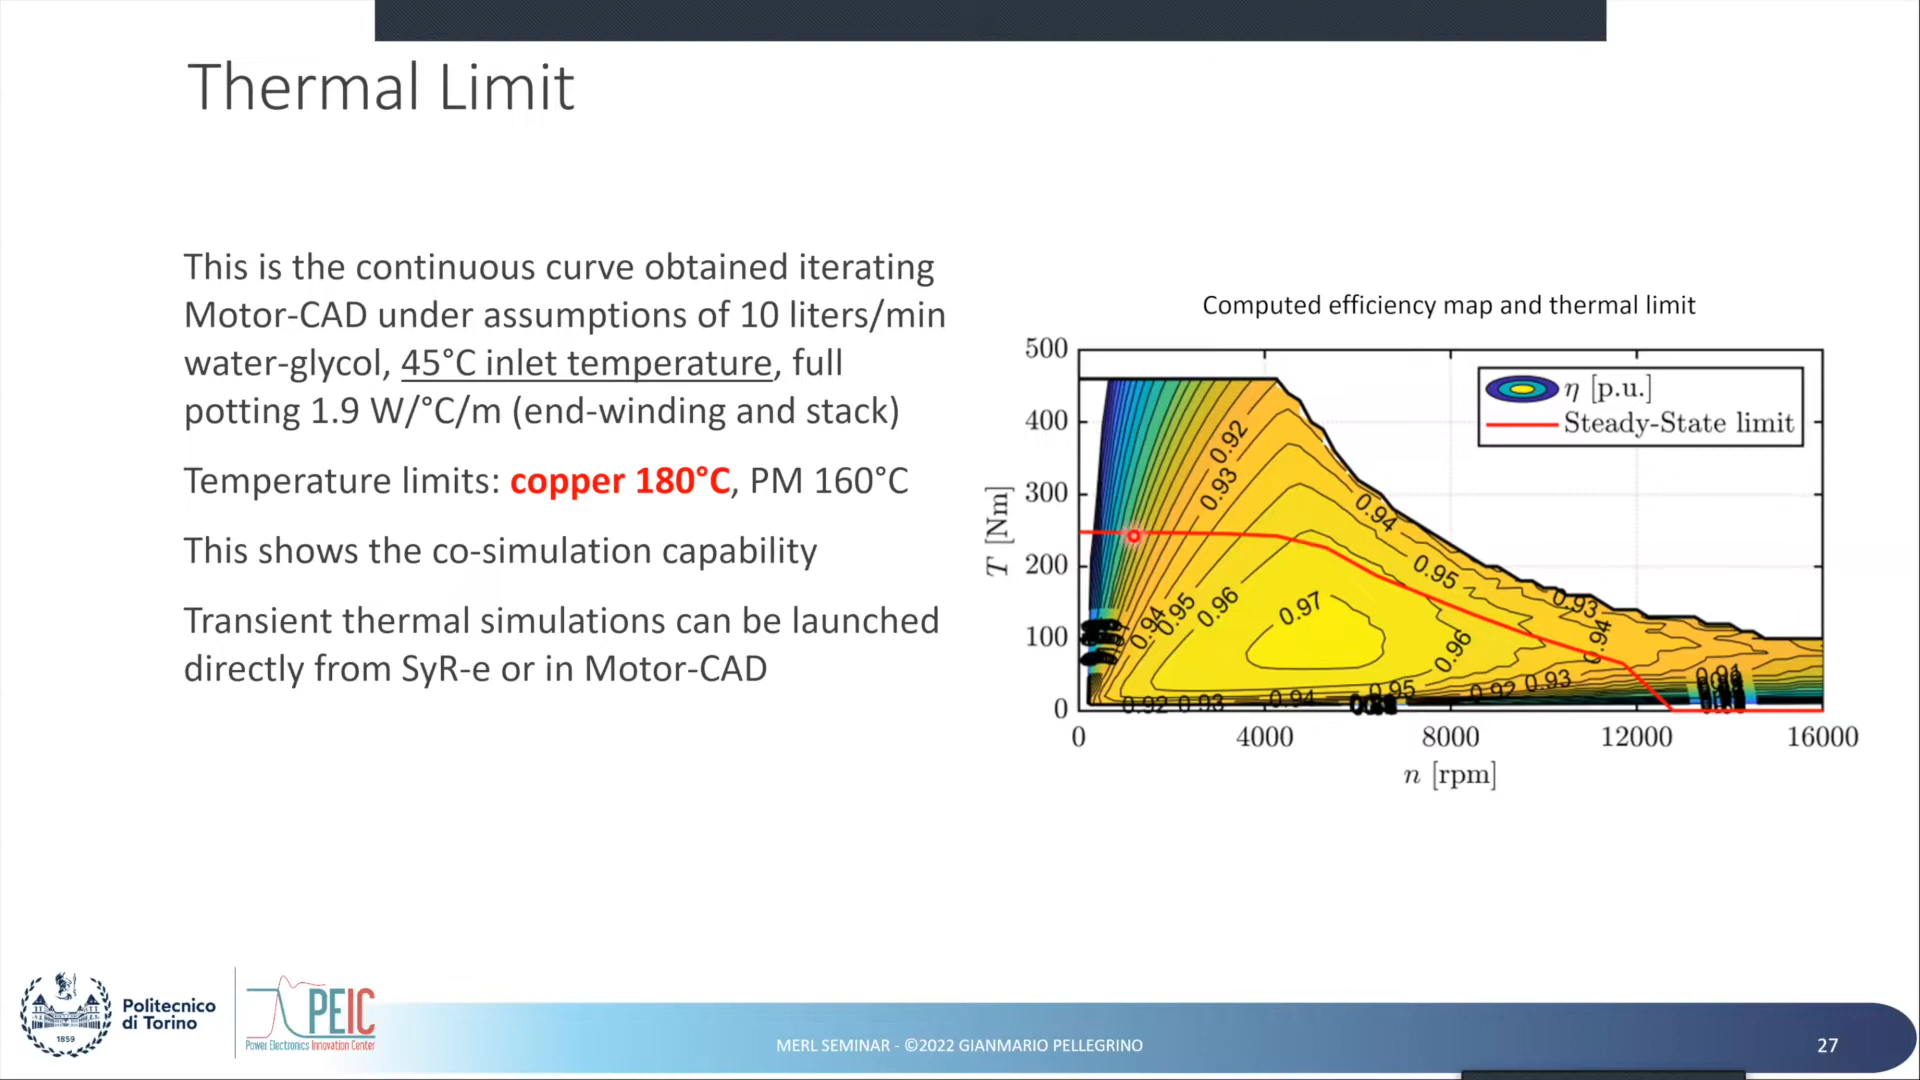 Thermal Limit
This is the continuous curve obtained iterating
Motor-CAD under assumptions of 10 liters/min
water-glycol, 45°C inlet temperature, full
potting 1.9 W/°C/m (end-winding and stack)
Temperature limits: copper 180°C, PM 160°C
This shows the co-simulation capability
Transient thermal simulations can be launched
directly from SyR-e or in Motor-CAD
Computed efficiency map and thermal limit
η [p.u.]
Steady-State limit
T [Nm]
500
400
300
200
100
0
0.92
0.93
0.94
0.95
0.93
0.94
0.94
0.95
0.96
0.97
0.96
0.92
0.93
0.94
0.95
0.92
0.93
0 4000 8000 12000 16000
n [rpm]
Politecnico
di Torino
1859
PEIC
Power Electronics Innovation Center
MERL SEMINAR - ©2022 GIANMARIO PELLEGRINO
27